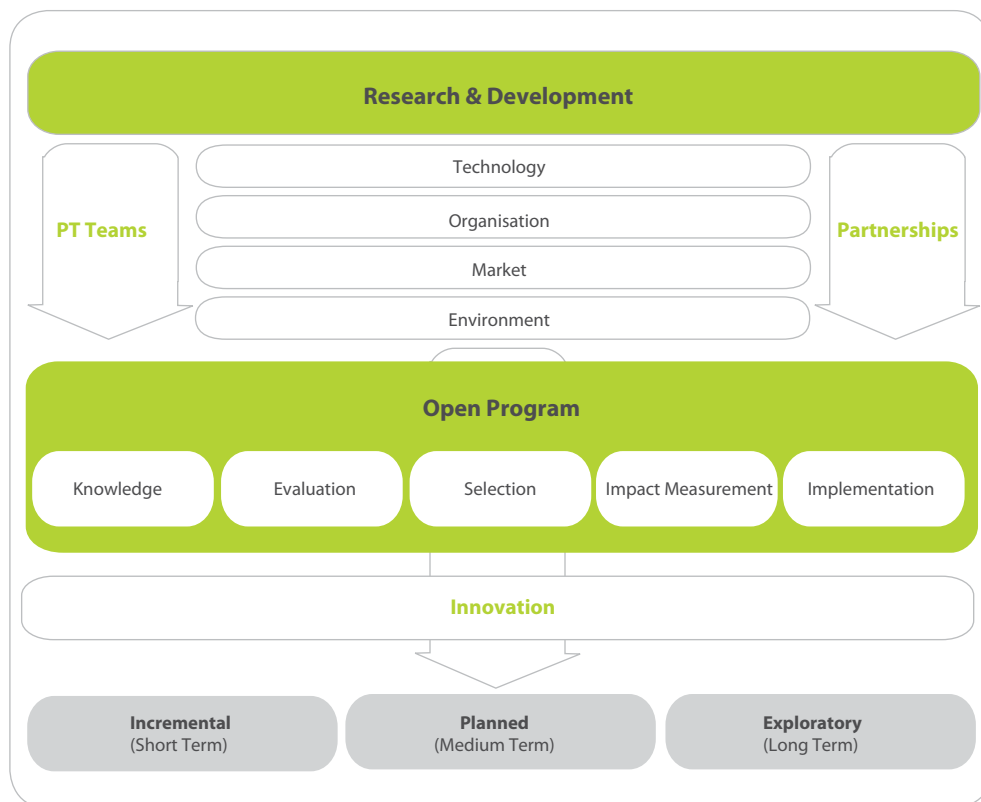 Research & Development
Technology
PT Teams
Organisation
Partnerships
Market
Environment
Open Program
Knowledge
Evaluation
Selection
Impact Measurement
Implementation
Innovation
Incremental
(Short Term)
Planned
(Medium Term)
Exploratory
(Long Term)